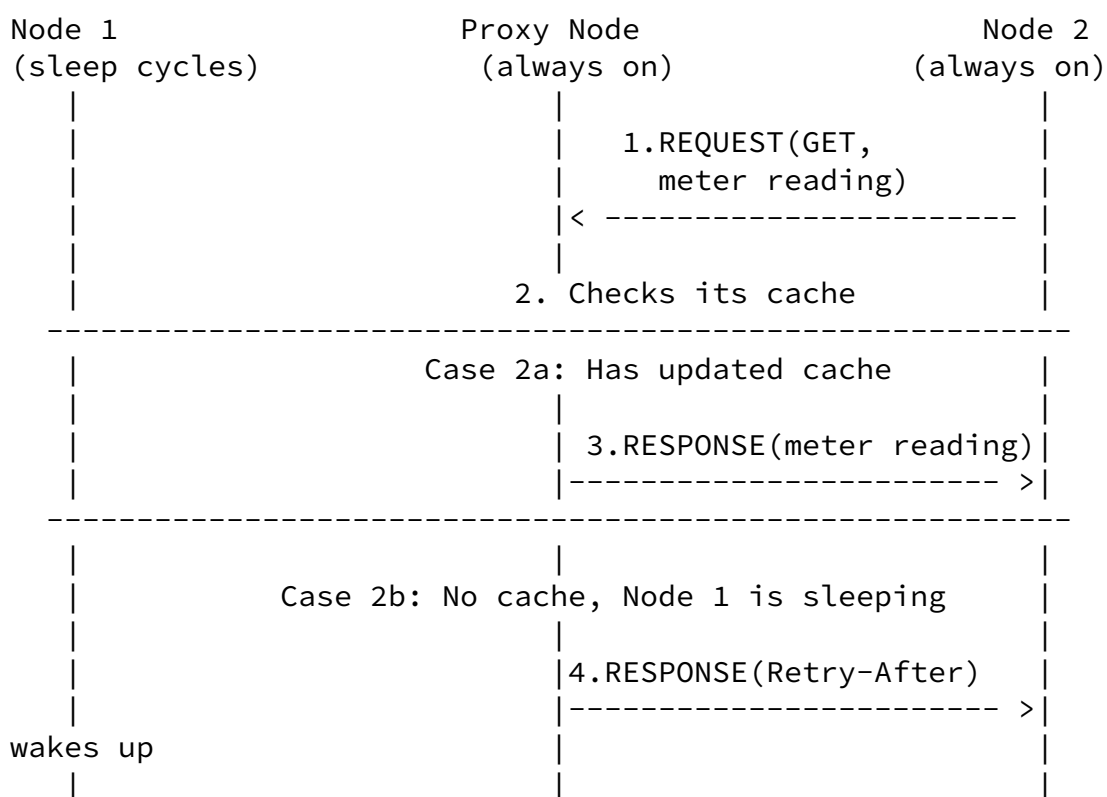 Node 1 Proxy Node Node 2
(sleep cycles) (always on) (always on)
1.REQUEST(GET,
meter reading)
2. Checks its cache
Case 2a: Has updated cache
3.RESPONSE(meter reading)
Case 2b: No cache, Node 1 is sleeping
4.RESPONSE(Retry-After)
wakes up